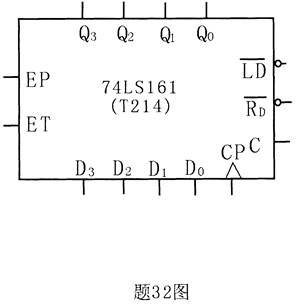 Q3 Q2 Q1 Q0
LD
EP
74LS161
(T214)
RD
ET
C
CP
D3 D2 D1 D0
题32图